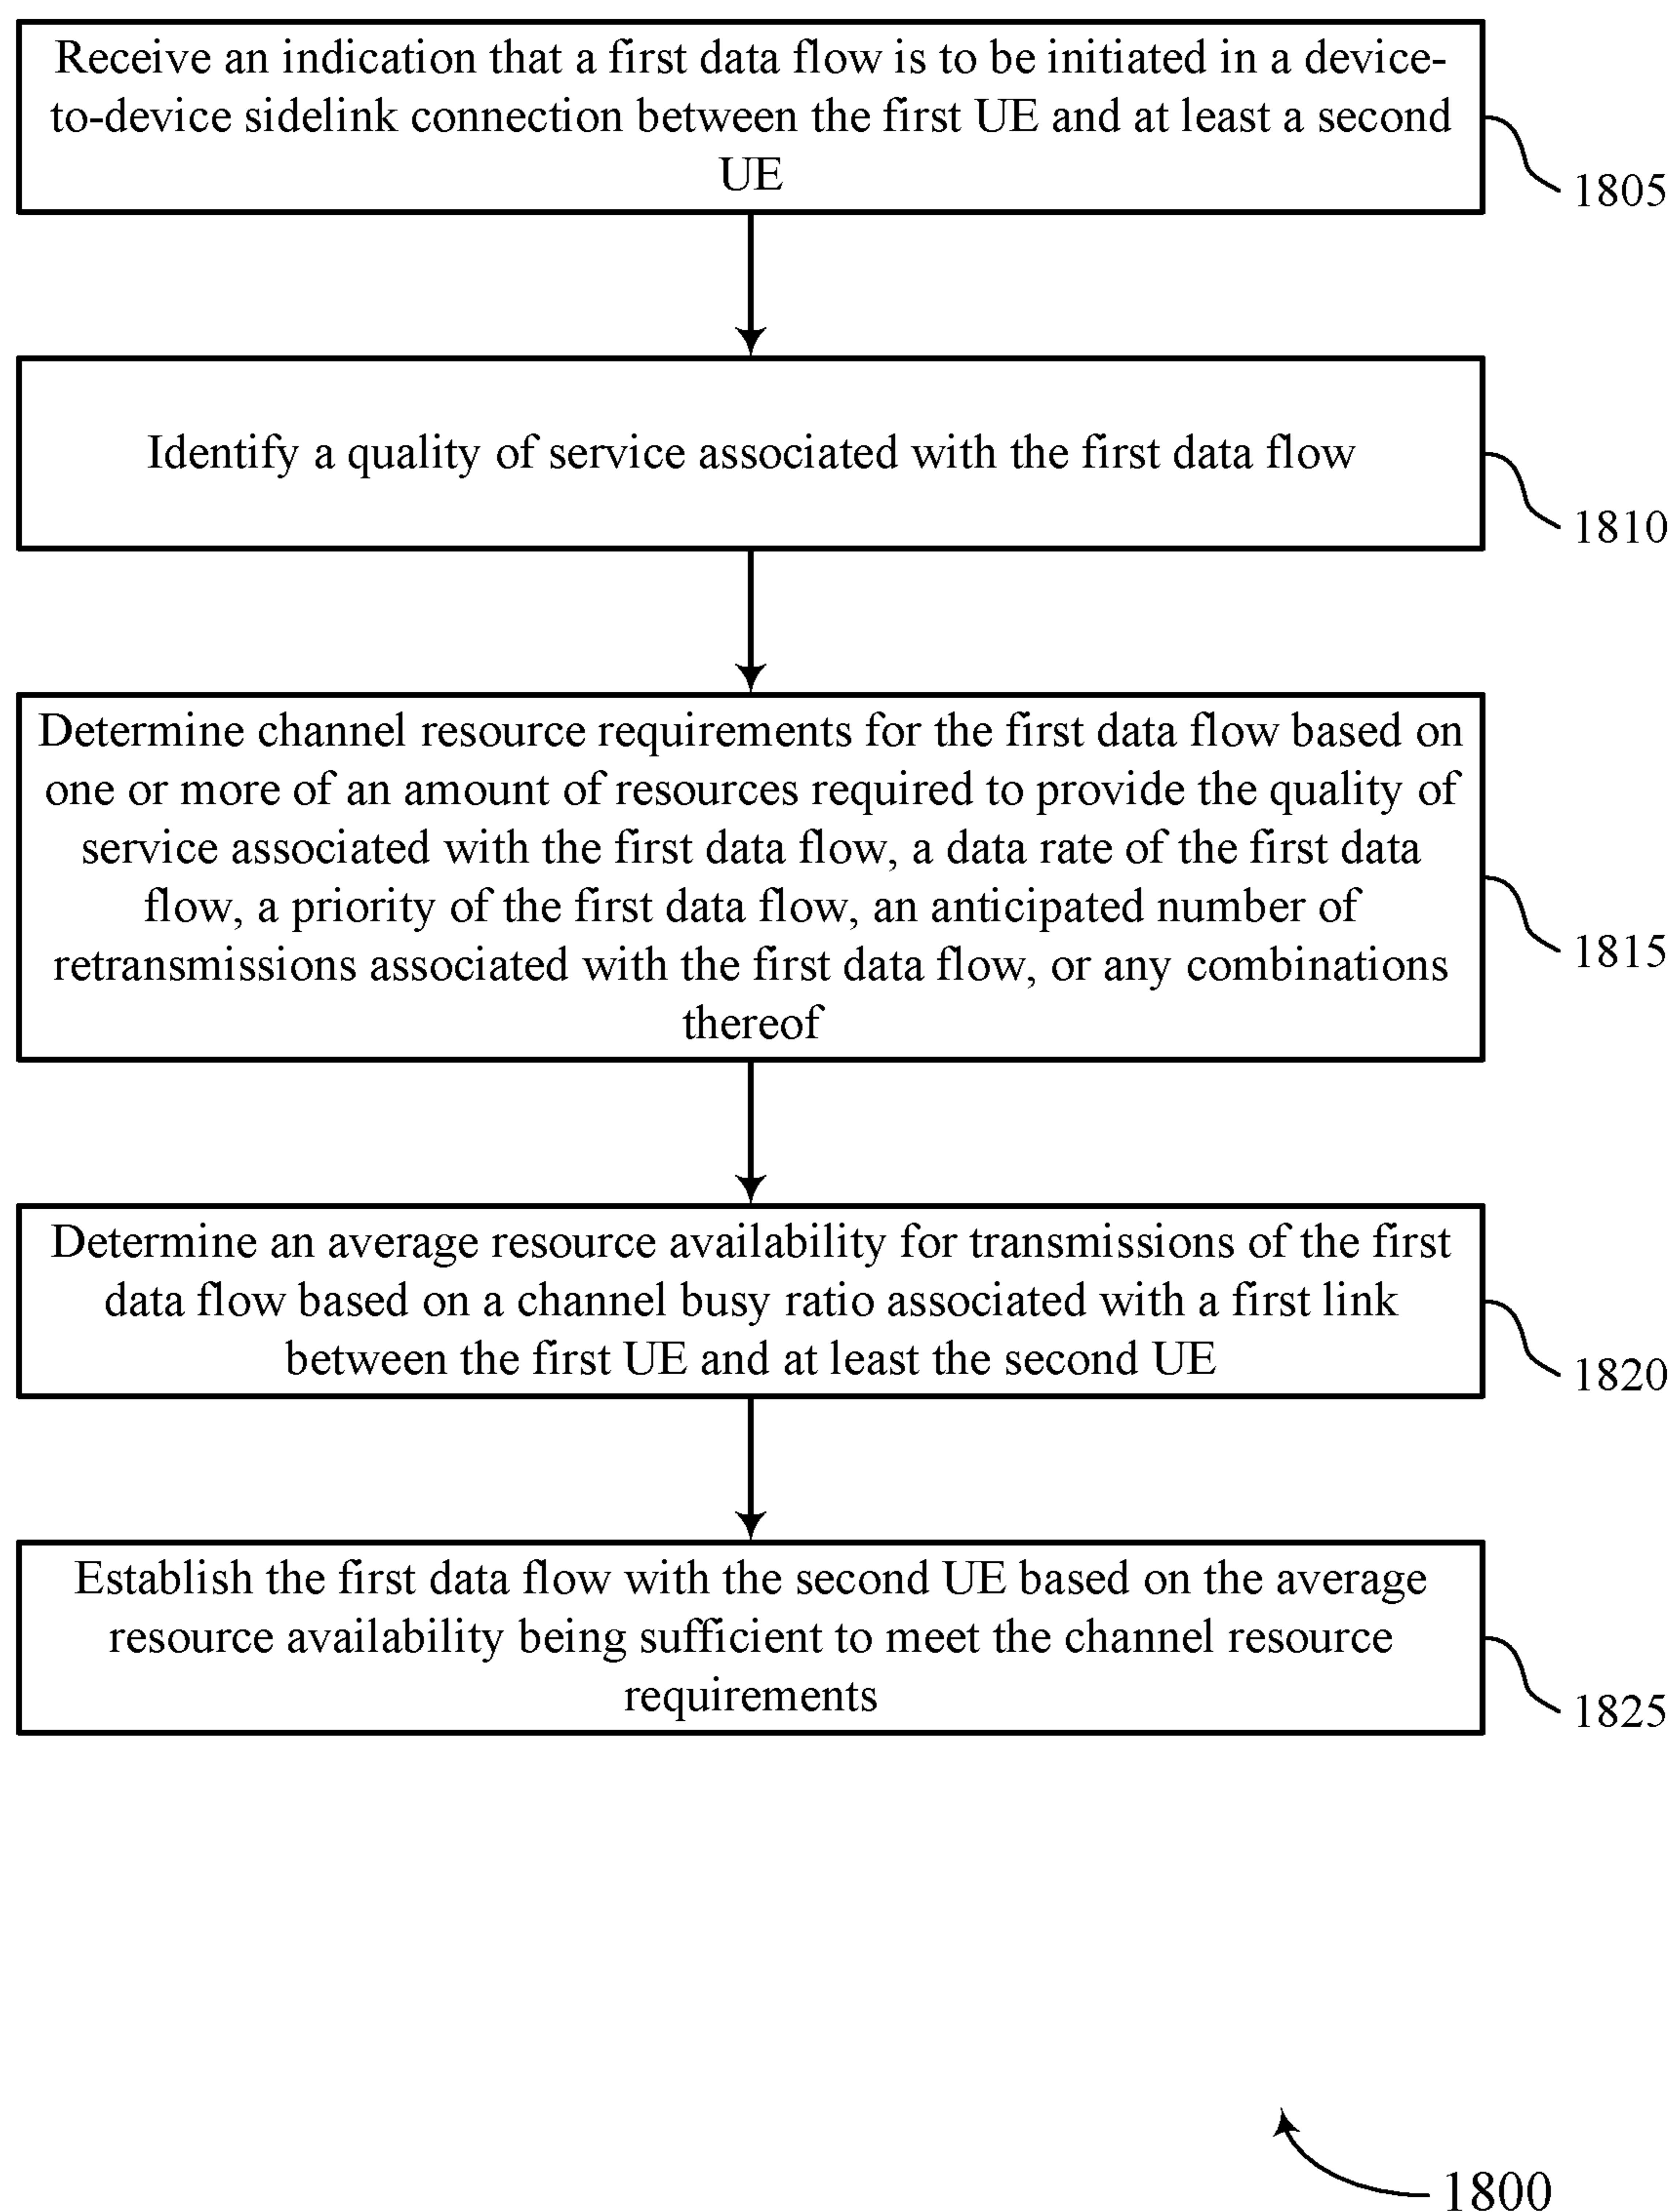 Receive an indication that a first data flow is to be initiated in a device-
to-device sidelink connection between the first UE and at least a second
UE
1805
Identify a quality of service associated with the first data flow
1810
Determine channel resource requirements for the first data flow based on
one or more of an amount of resources required to provide the quality of
service associated with the first data flow, a data rate of the first data
flow, a priority of the first data flow, an anticipated number of
retransmissions associated with the first data flow, or any combinations
thereof
1815
Determine an average resource availability for transmissions of the first
data flow based on a channel busy ratio associated with a first link
between the first UE and at least the second UE
1820
Establish the first data flow with the second UE based on the average
resource availability being sufficient to meet the channel resource
requirements
1825
1800